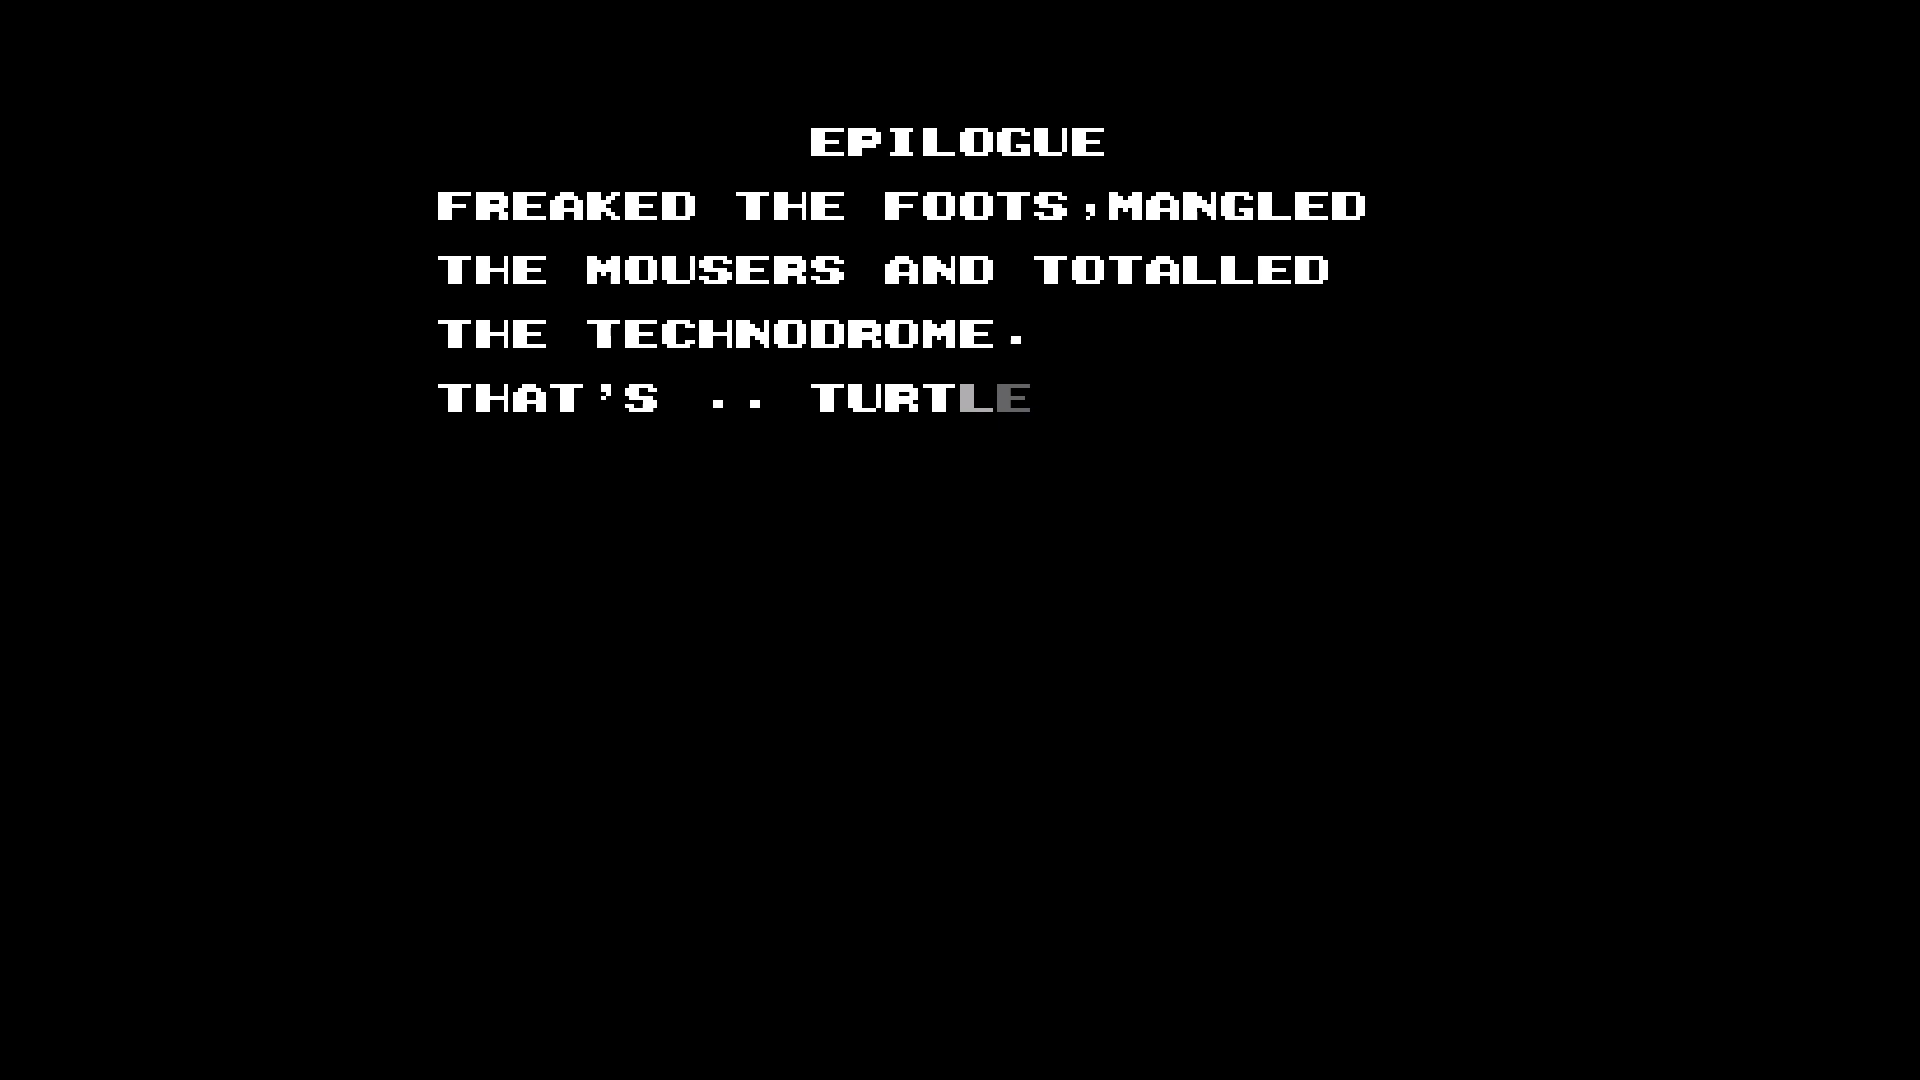 EPILOGUE
FREAKED THE FOOTS,MANGLED
THE MOUSERS AND TOTALLED
THE TECHNODROME.
THAT'S .. TURTLE